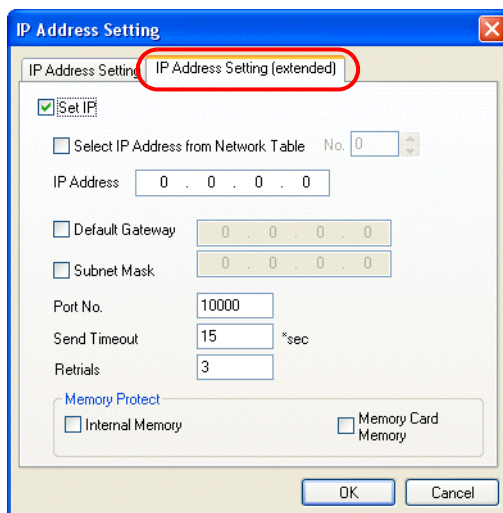 IP Address Setting
IP Address Setting IP Address Setting (extended)
Set IP
Select IP Address from Network Table No. 0
IP Address 0 . 0 . 0 . 0
Default Gateway 0 . 0 . 0 . 0
Subnet Mask 0 . 0 . 0 . 0
Port No. 10000
Send Timeout 15 *sec
Retrials 3
Memory Protect
Internal Memory
Memory Card
Memory
OK Cancel